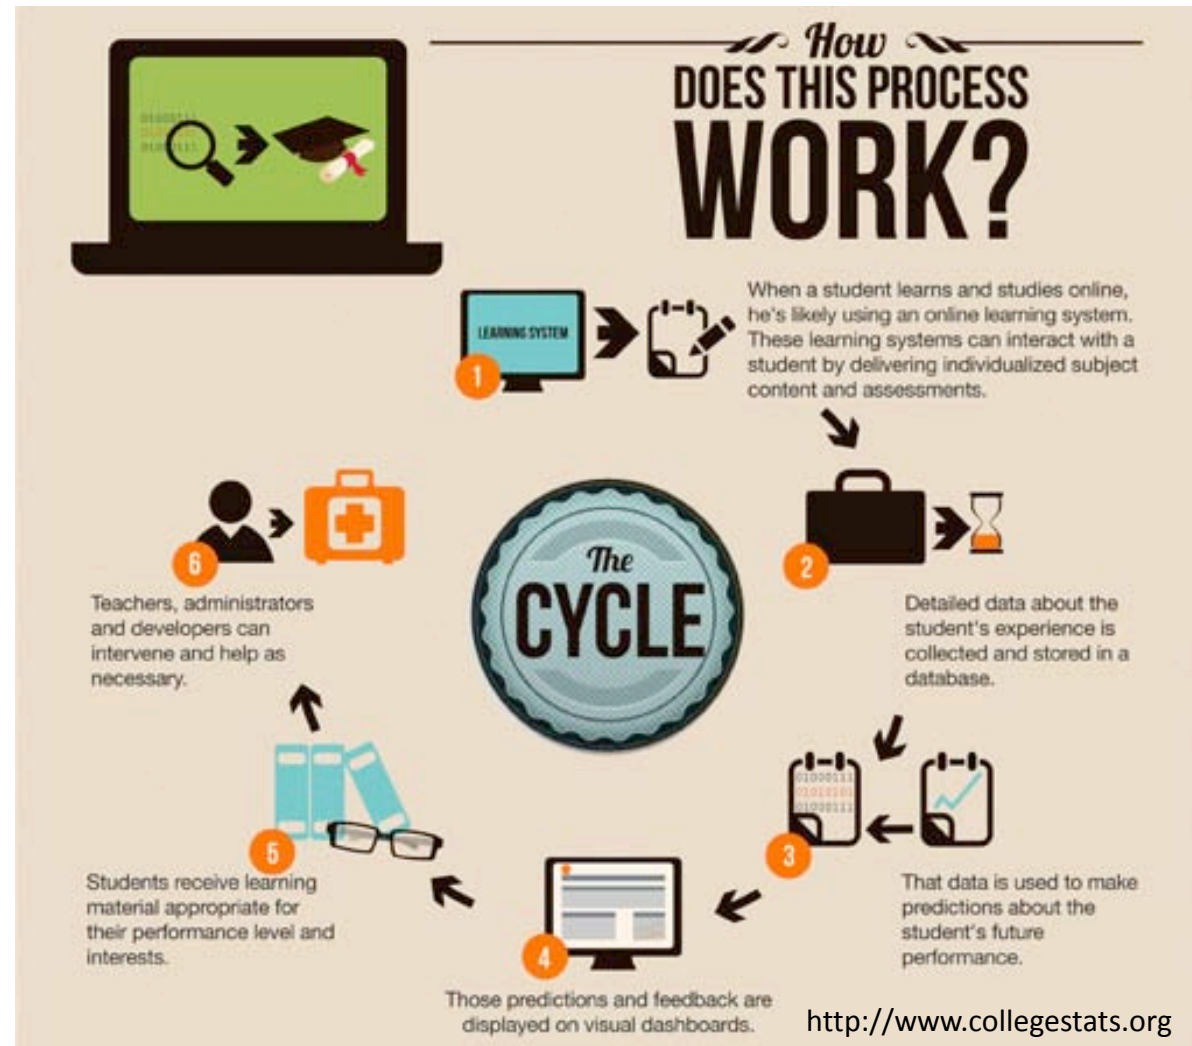 How
DOES THIS PROCESS
WORK?
LEARNING SYSTEM
1
When a student learns and studies online,
he's likely using an online learning system.
These learning systems can interact with a
student by delivering individualized subject
content and assessments.
The
CYCLE
2
Detailed data about the
student's experience is
collected and stored in a
database.
01000111
01010101
01000111
3
That data is used to make
predictions about the
student's future
performance.
4
Those predictions and feedback are
displayed on visual dashboards.
5
Students receive learning
material appropriate for
their performance level and
interests.
6
Teachers, administrators
and developers can
intervene and help as
necessary.
http://www.collegestats.org